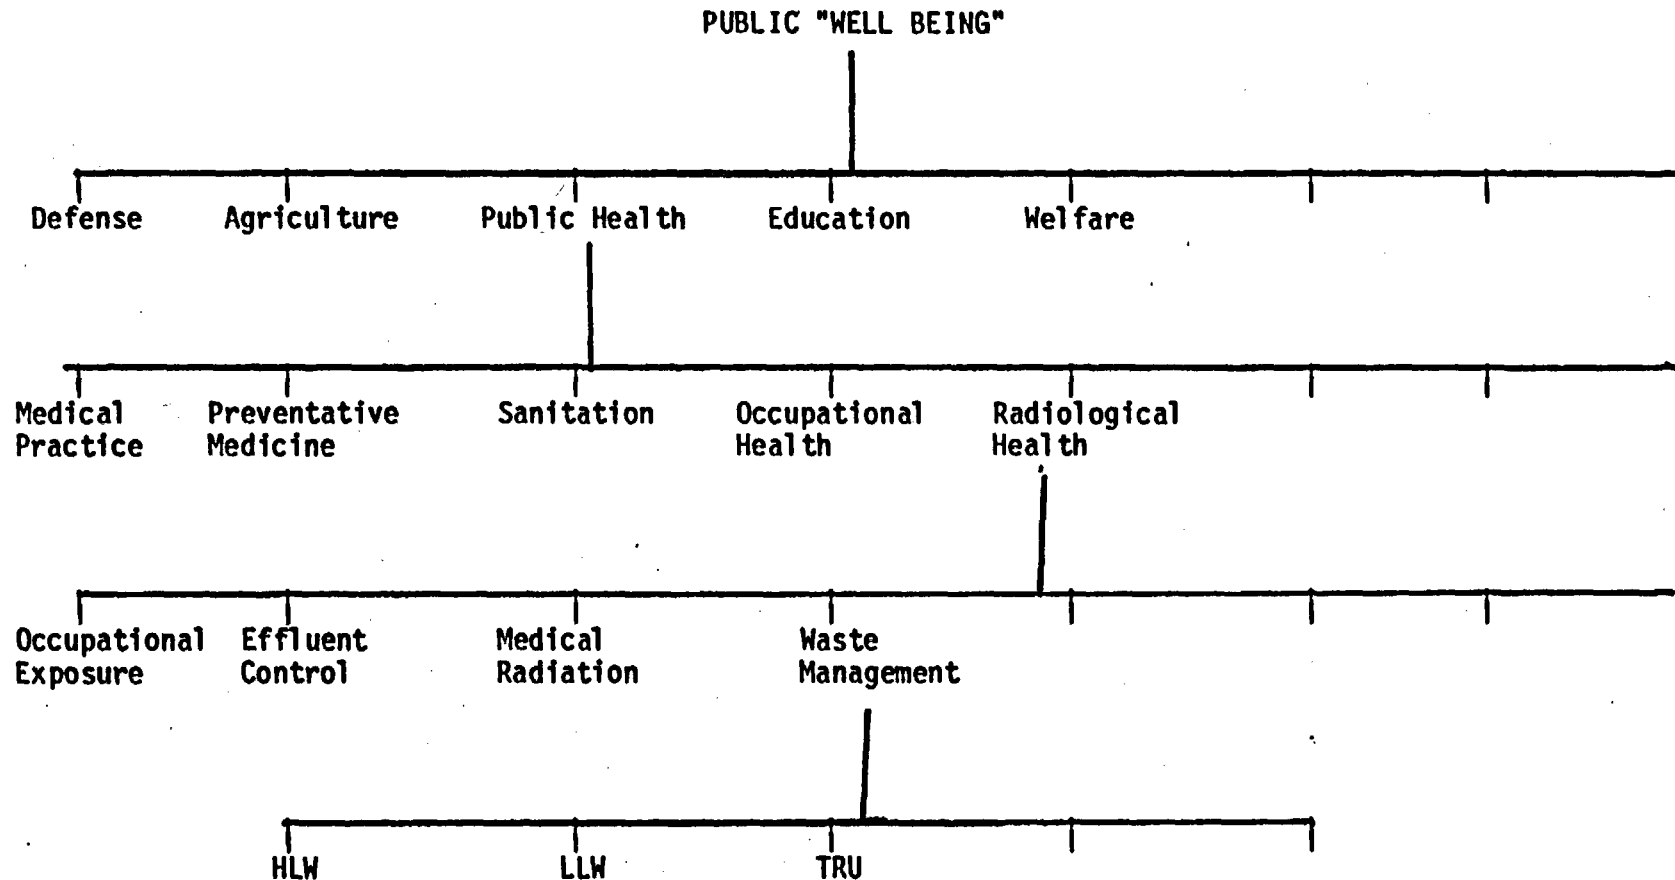 PUBLIC "WELL BEING"
Defense Agriculture Public Health Education Welfare
Medical Practice
Preventative Medicine
Sanitation
Occupational Health
Radiological Health
Occupational Exposure
Effluent Control
Medical Radiation
Waste Management
HLW LLW TRU